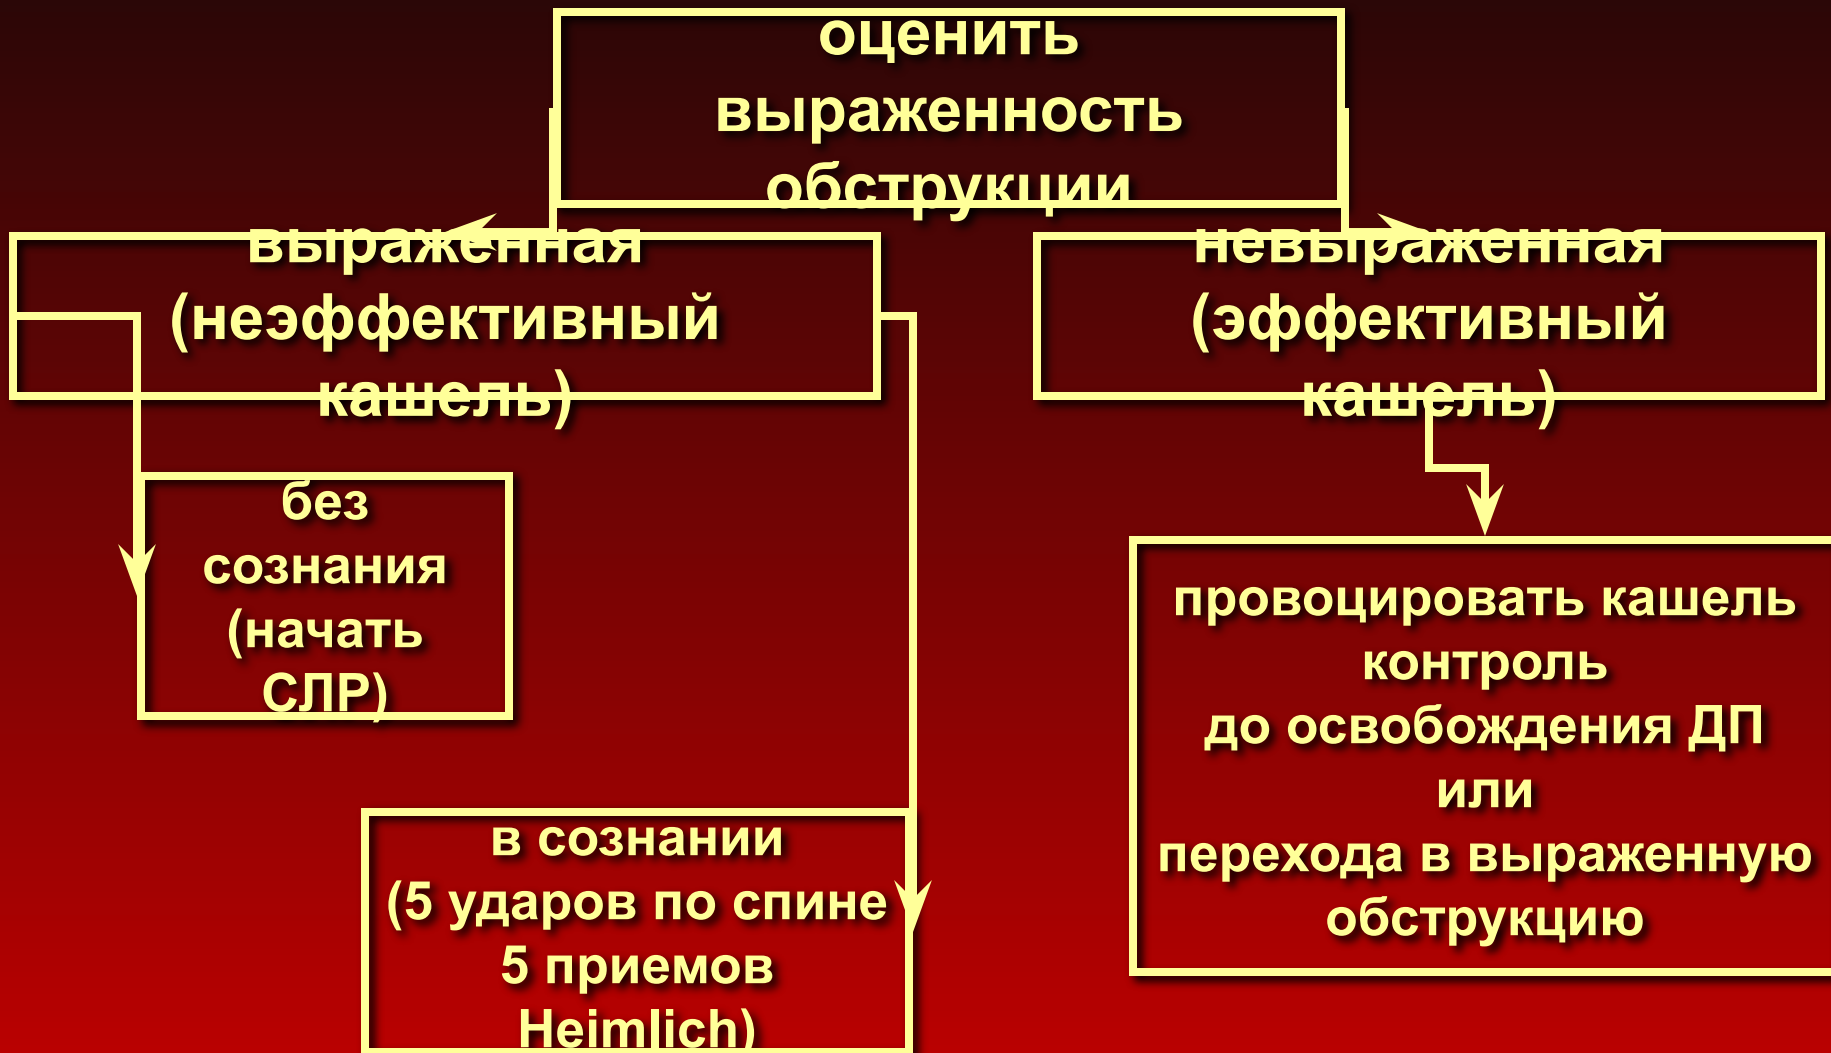 оценить
выраженность
обструкции
выраженная
(неэффективный
кашель)
невыраженная
(эффективный
кашель)
без
сознания
(начать
СЛР)
в сознании
(5 ударов по спине
5 приемов
Heimlich)
провоцировать кашель
контроль
до освобождения ДП
или
перехода в выраженную
обструкцию